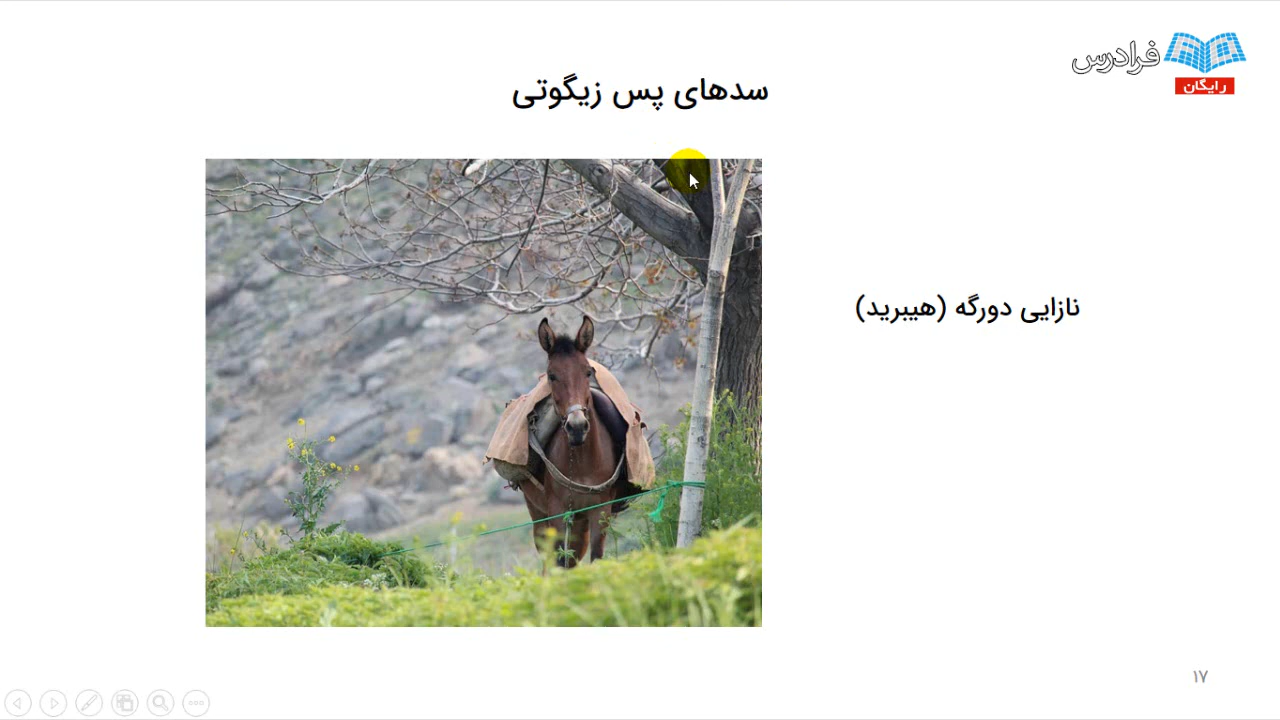 فرادرس
رایگان
سدهای پس زیگوتی
نازایی دورگه (هیبرید)
۱۷